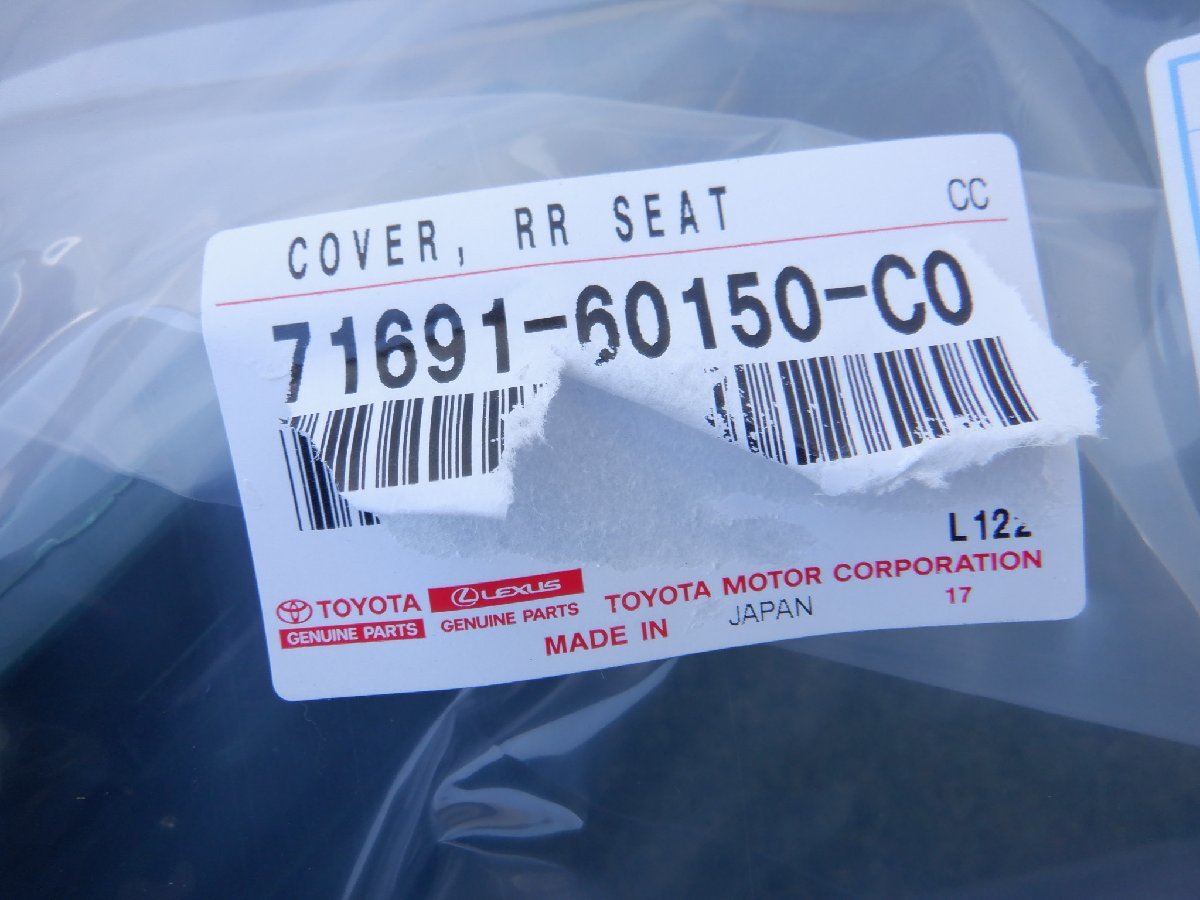 COVER, RR SEAT CC
71691-60150-C0
L122
TOYOTA LEXUS TOYOTA MOTOR CORPORATION
GENUINE PARTS GENUINE PARTS MADE IN JAPAN 17